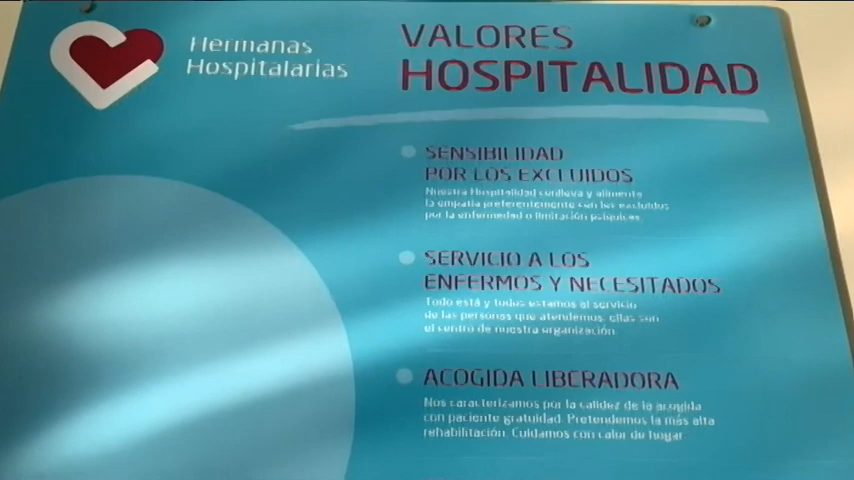 Hermanas
Hospitalarias
VALORES
HOSPITALIDAD
SENSIBILIDAD
POR LOS EXCLUIDOS
Nuestra Hospitalidad conlleva y alimenta
la empatía preferentemente con los excluidos
por la enfermedad o limitación psíquicas.
SERVICIO A LOS
ENFERMOS Y NECESITADOS
Todo está y todos estamos al servicio
de las personas que atendemos, ellas son
el centro de nuestra organización.
ACOGIDA LIBERADORA
Nos caracterizamos por la calidez de la acogida
con paciente gratuidad. Pretendemos la más alta
rehabilitación. Cuidamos con calor de hogar.